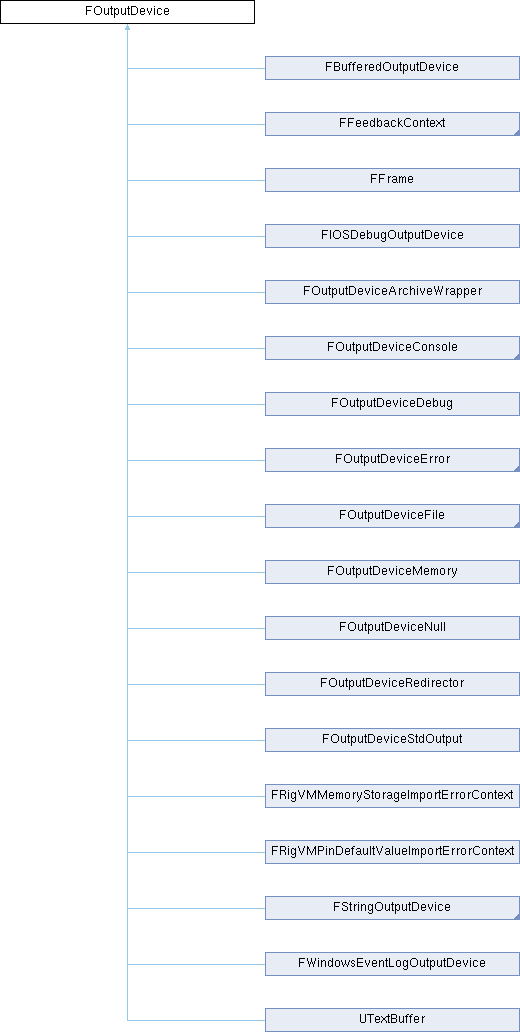 FOutputDevice
FBufferedOutputDevice
FFeedbackContext
FFrame
FIOSDebugOutputDevice
FOutputDeviceArchiveWrapper
FOutputDeviceConsole
FOutputDeviceDebug
FOutputDeviceError
FOutputDeviceFile
FOutputDeviceMemory
FOutputDeviceNull
FOutputDeviceRedirector
FOutputDeviceStdOutput
FRigVMMemoryStorageImportErrorContext
FRigVMPinDefaultValueImportErrorContext
FStringOutputDevice
FWindowsEventLogOutputDevice
UTextBuffer